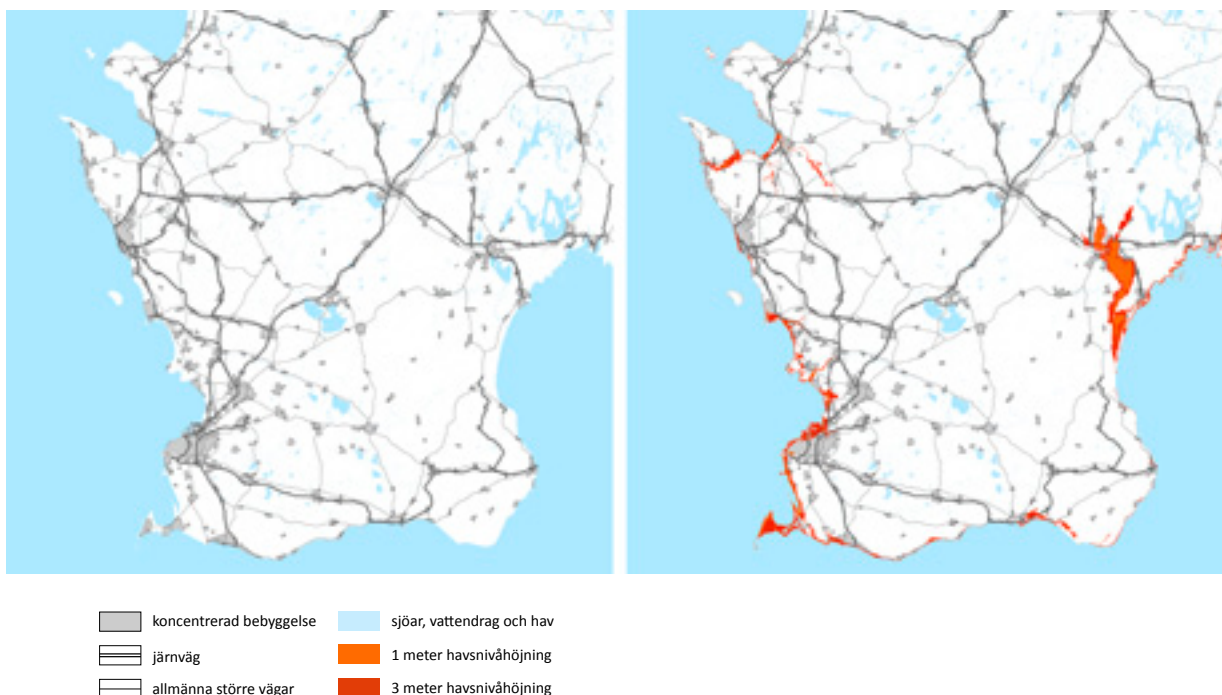 koncentrerad bebyggelse
järnväg
allmänna större vägar
sjöar, vattendrag och hav
1 meter havsnivåhöjning
3 meter havsnivåhöjning